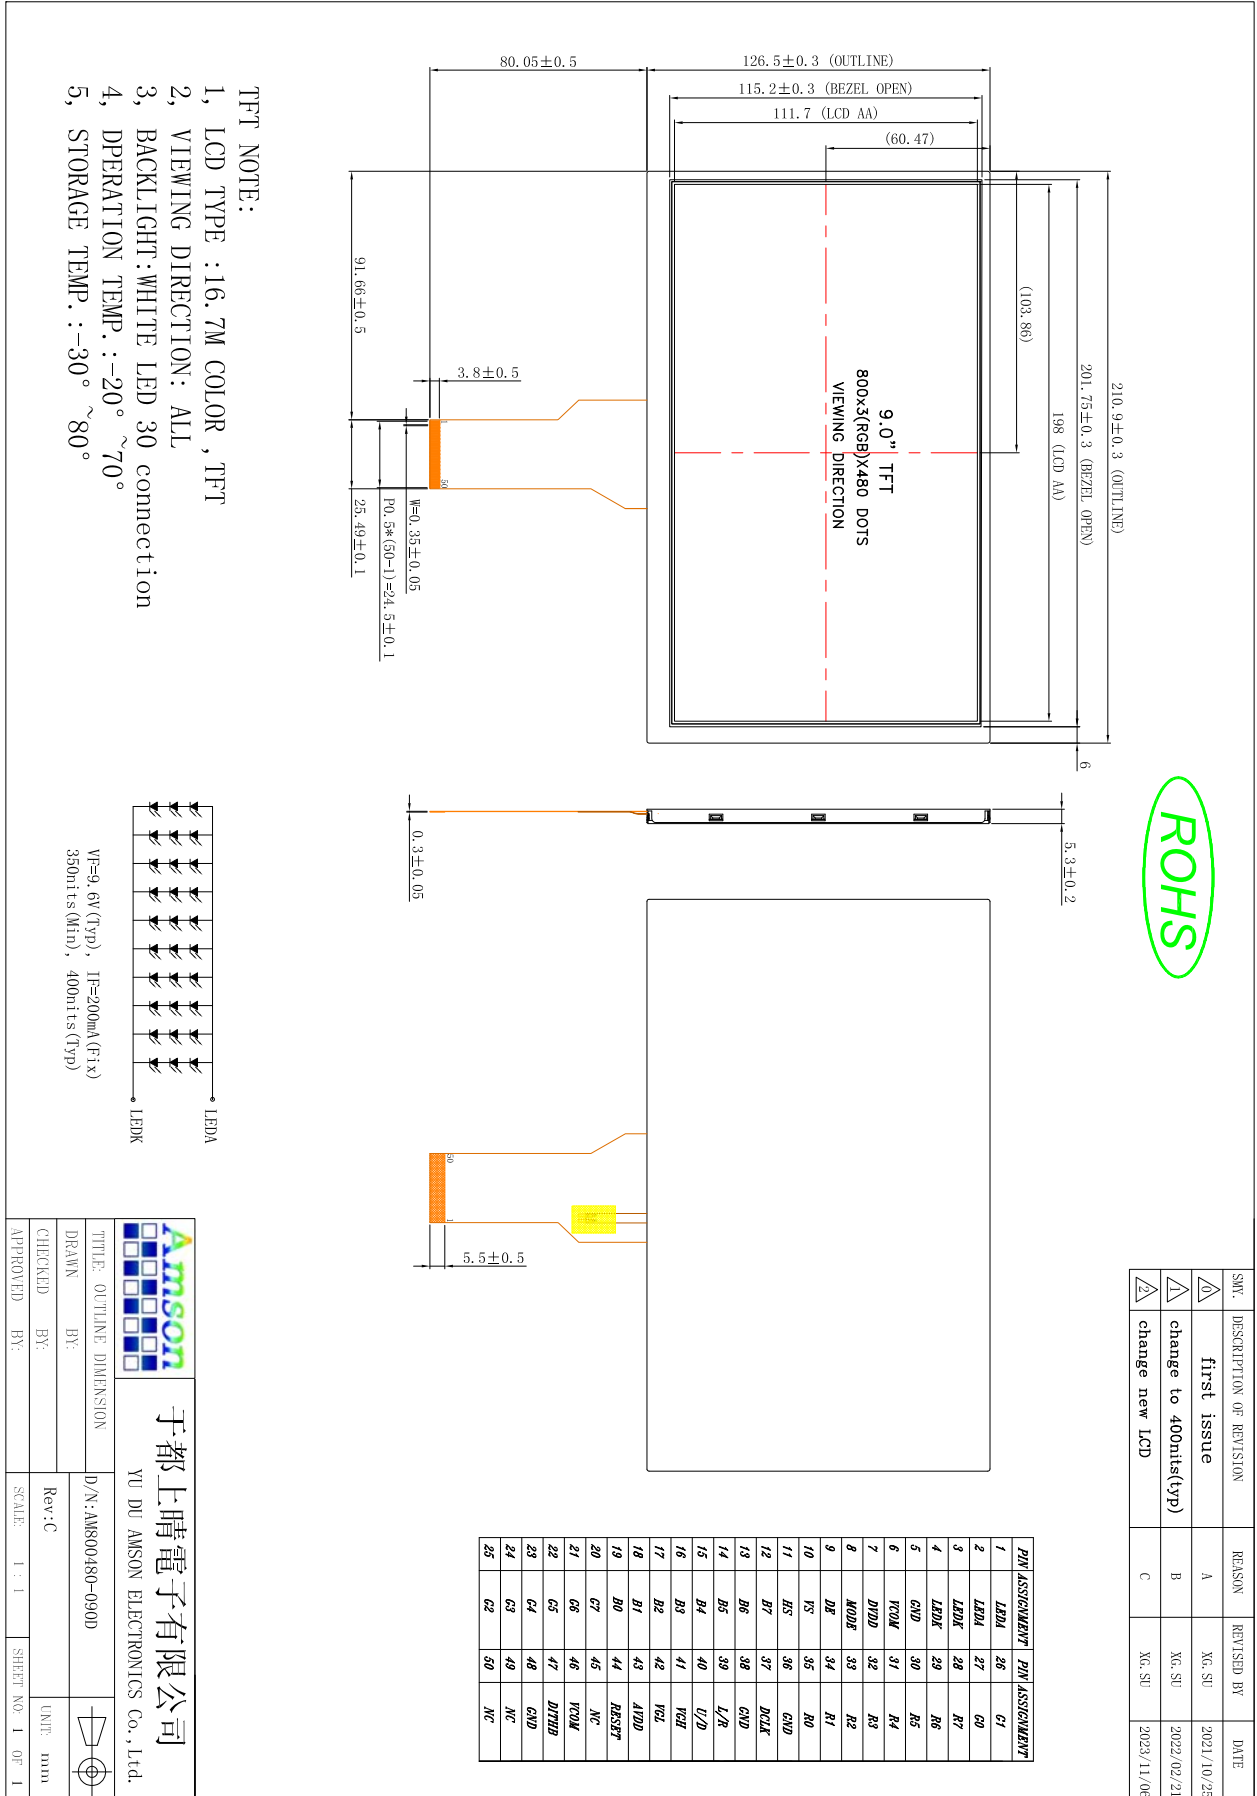 SMY. DESCRIPTION OF REVISION REASON REVISED BY DATE
0 first issue A XG.SU 2021/10/25
1 change to 400nits(typ) B XG.SU 2022/02/21
2 change new LCD C XG.SU 2023/11/06
ROHS
210.9±0.3 (OUTLINE)
201.75±0.3 (BEZEL OPEN)
198 (LCD AA)
(103.86)
6
126.5±0.3 (OUTLINE)
115.2±0.3 (BEZEL OPEN)
111.7 (LCD AA)
(60.47)
80.05±0.5
9.0" TFT
800x3(RGB)X480 DOTS
VIEWING DIRECTION
3.8±0.5
91.66±0.5
1
50
W=0.35±0.05
P0.5*(50-1)=24.5±0.1
25.49±0.1
5.3±0.2
0.3±0.05
50
1
5.5±0.5
PIN ASSIGNMENT PIN ASSIGNMENT
1 LEDA 26 G1
2 LEDA 27 G0
3 LEDK 28 R7
4 LEDK 29 R6
5 GND 30 R5
6 VCOM 31 R4
7 DVDD 32 R3
8 MODE 33 R2
9 DE 34 R1
10 VS 35 R0
11 HS 36 GND
12 B7 37 DCLK
13 B6 38 GND
14 B5 39 L/R
15 B4 40 U/D
16 B3 41 VGH
17 B2 42 VGL
18 B1 43 AVDD
19 B0 44 RESET
20 G7 45 NC
21 G6 46 VCOM
22 G5 47 DITHB
23 G4 48 GND
24 G3 49 NC
25 G2 50 NC
TFT NOTE:
1, LCD TYPE :16.7M COLOR ,TFT
2, VIEWING DIRECTION: ALL
3, BACKLIGHT:WHITE LED 30 connection
4, DPERATION TEMP.:-20° ~70°
5, STORAGE TEMP.:-30° ~80°
LEDA
LEDK
VF=9.6V(Typ), IF=200mA(Fix)
350nits(Min), 400nits(Typ)
Amson
于都上晴電子有限公司
YU DU AMSON ELECTRONICS Co.,Ltd.
TITLE: OUTLINE DIMENSION
D/N:AM800480-090D
DRAWN BY:
CHECKED BY:
Rev:C
UNIT: mm
APPROVED BY:
SCALE: 1 : 1
SHEET NO: 1 OF 1